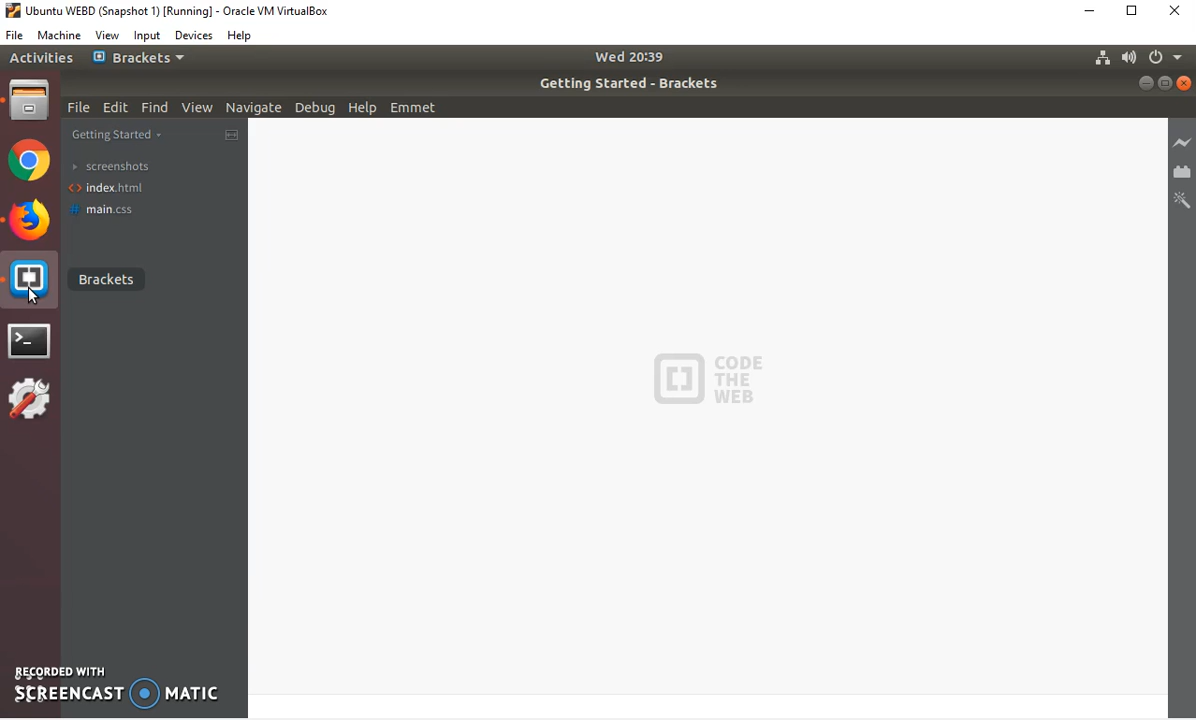 Ubuntu WEBD (Snapshot 1) [Running] - Oracle VM VirtualBox
File Machine View Input Devices Help
Activities Brackets Wed 20:39
Getting Started - Brackets
File Edit Find View Navigate Debug Help Emmet
Getting Started
screenshots
index.html
main.css
Brackets
CODE
THE
WEB
RECORDED WITH
SCREENCAST MATIC